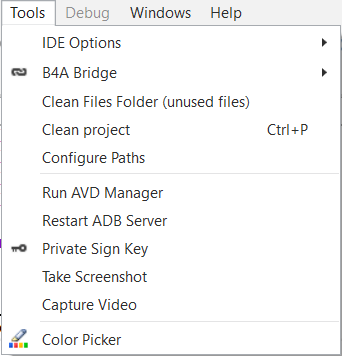 Tools Debug Windows Help
IDE Options
B4A Bridge
Clean Files Folder (unused files)
Clean project Ctrl+P
Configure Paths
Run AVD Manager
Restart ADB Server
Private Sign Key
Take Screenshot
Capture Video
Color Picker